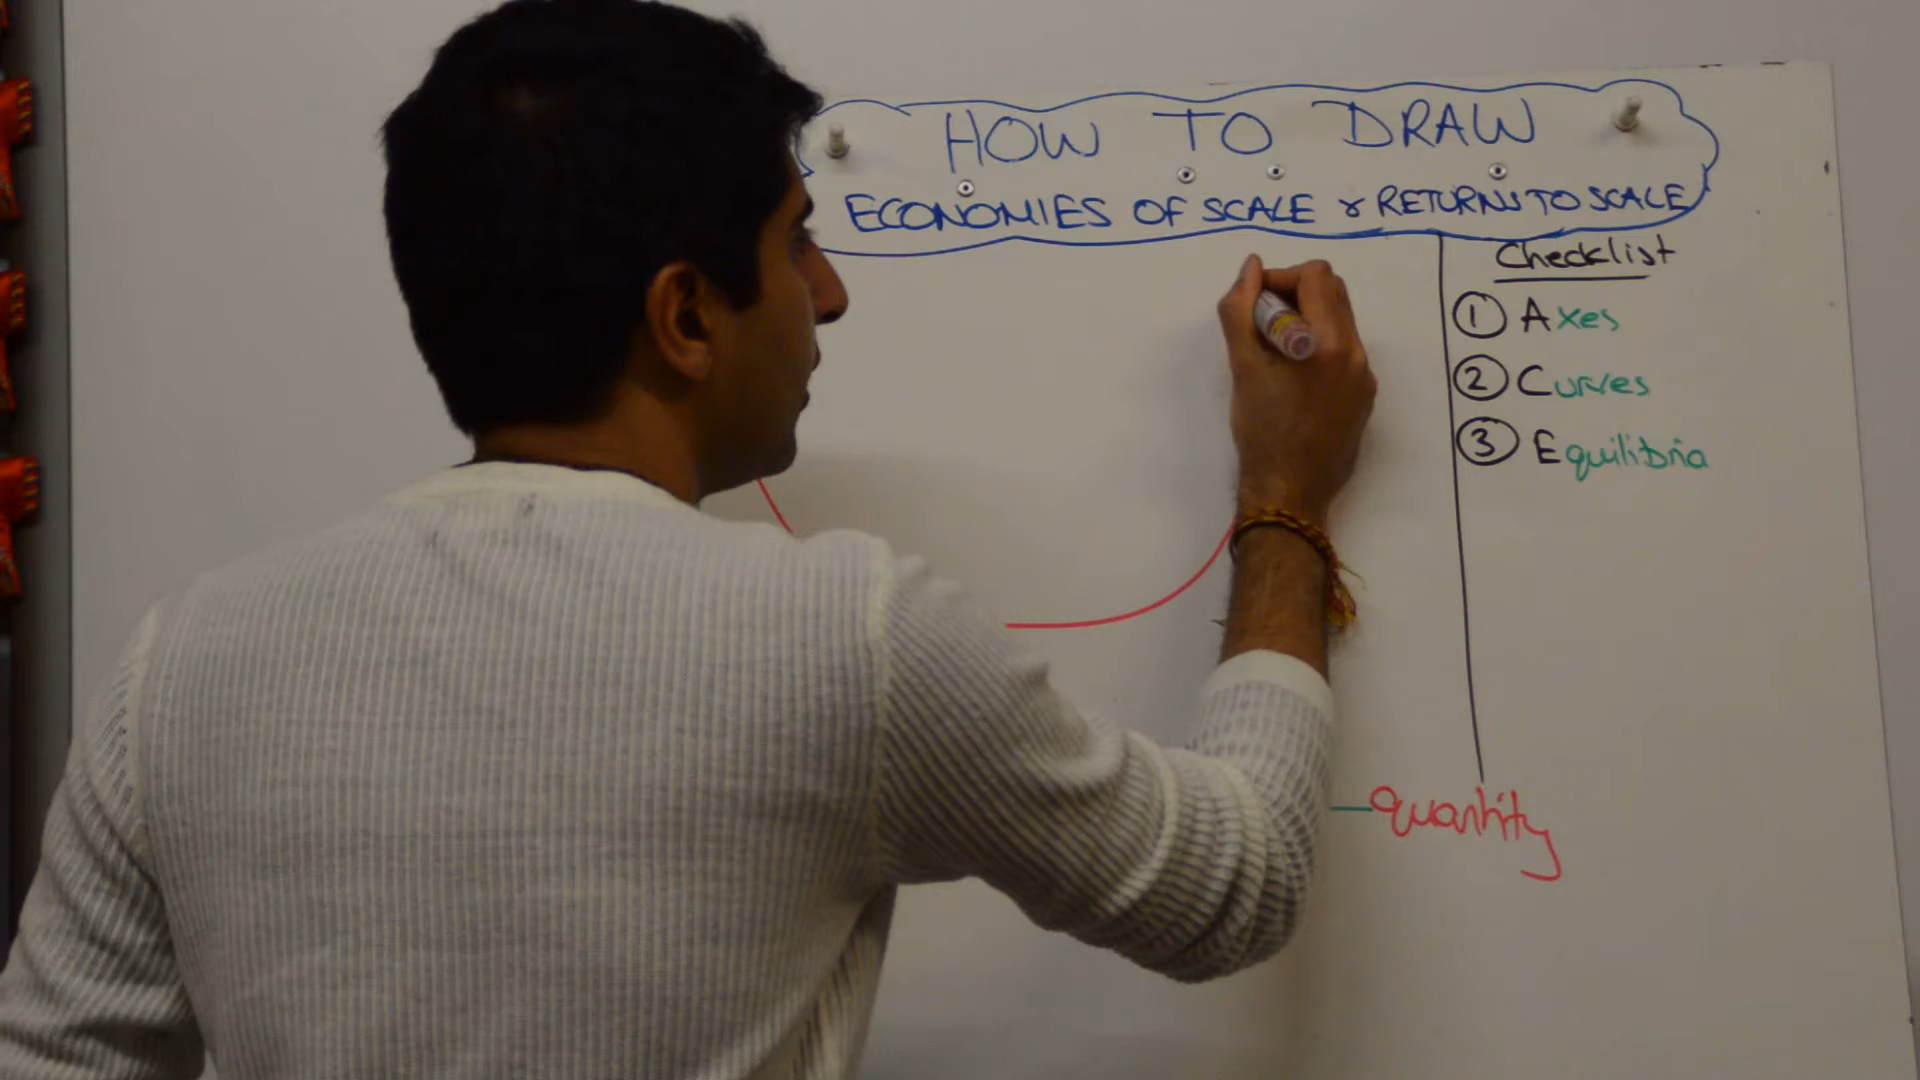 HOW TO DRAW
ECONOMIES OF SCALE & RETURNS TO SCALE
Checklist
1 Axes
2 Curves
3 Equilibria
quantity